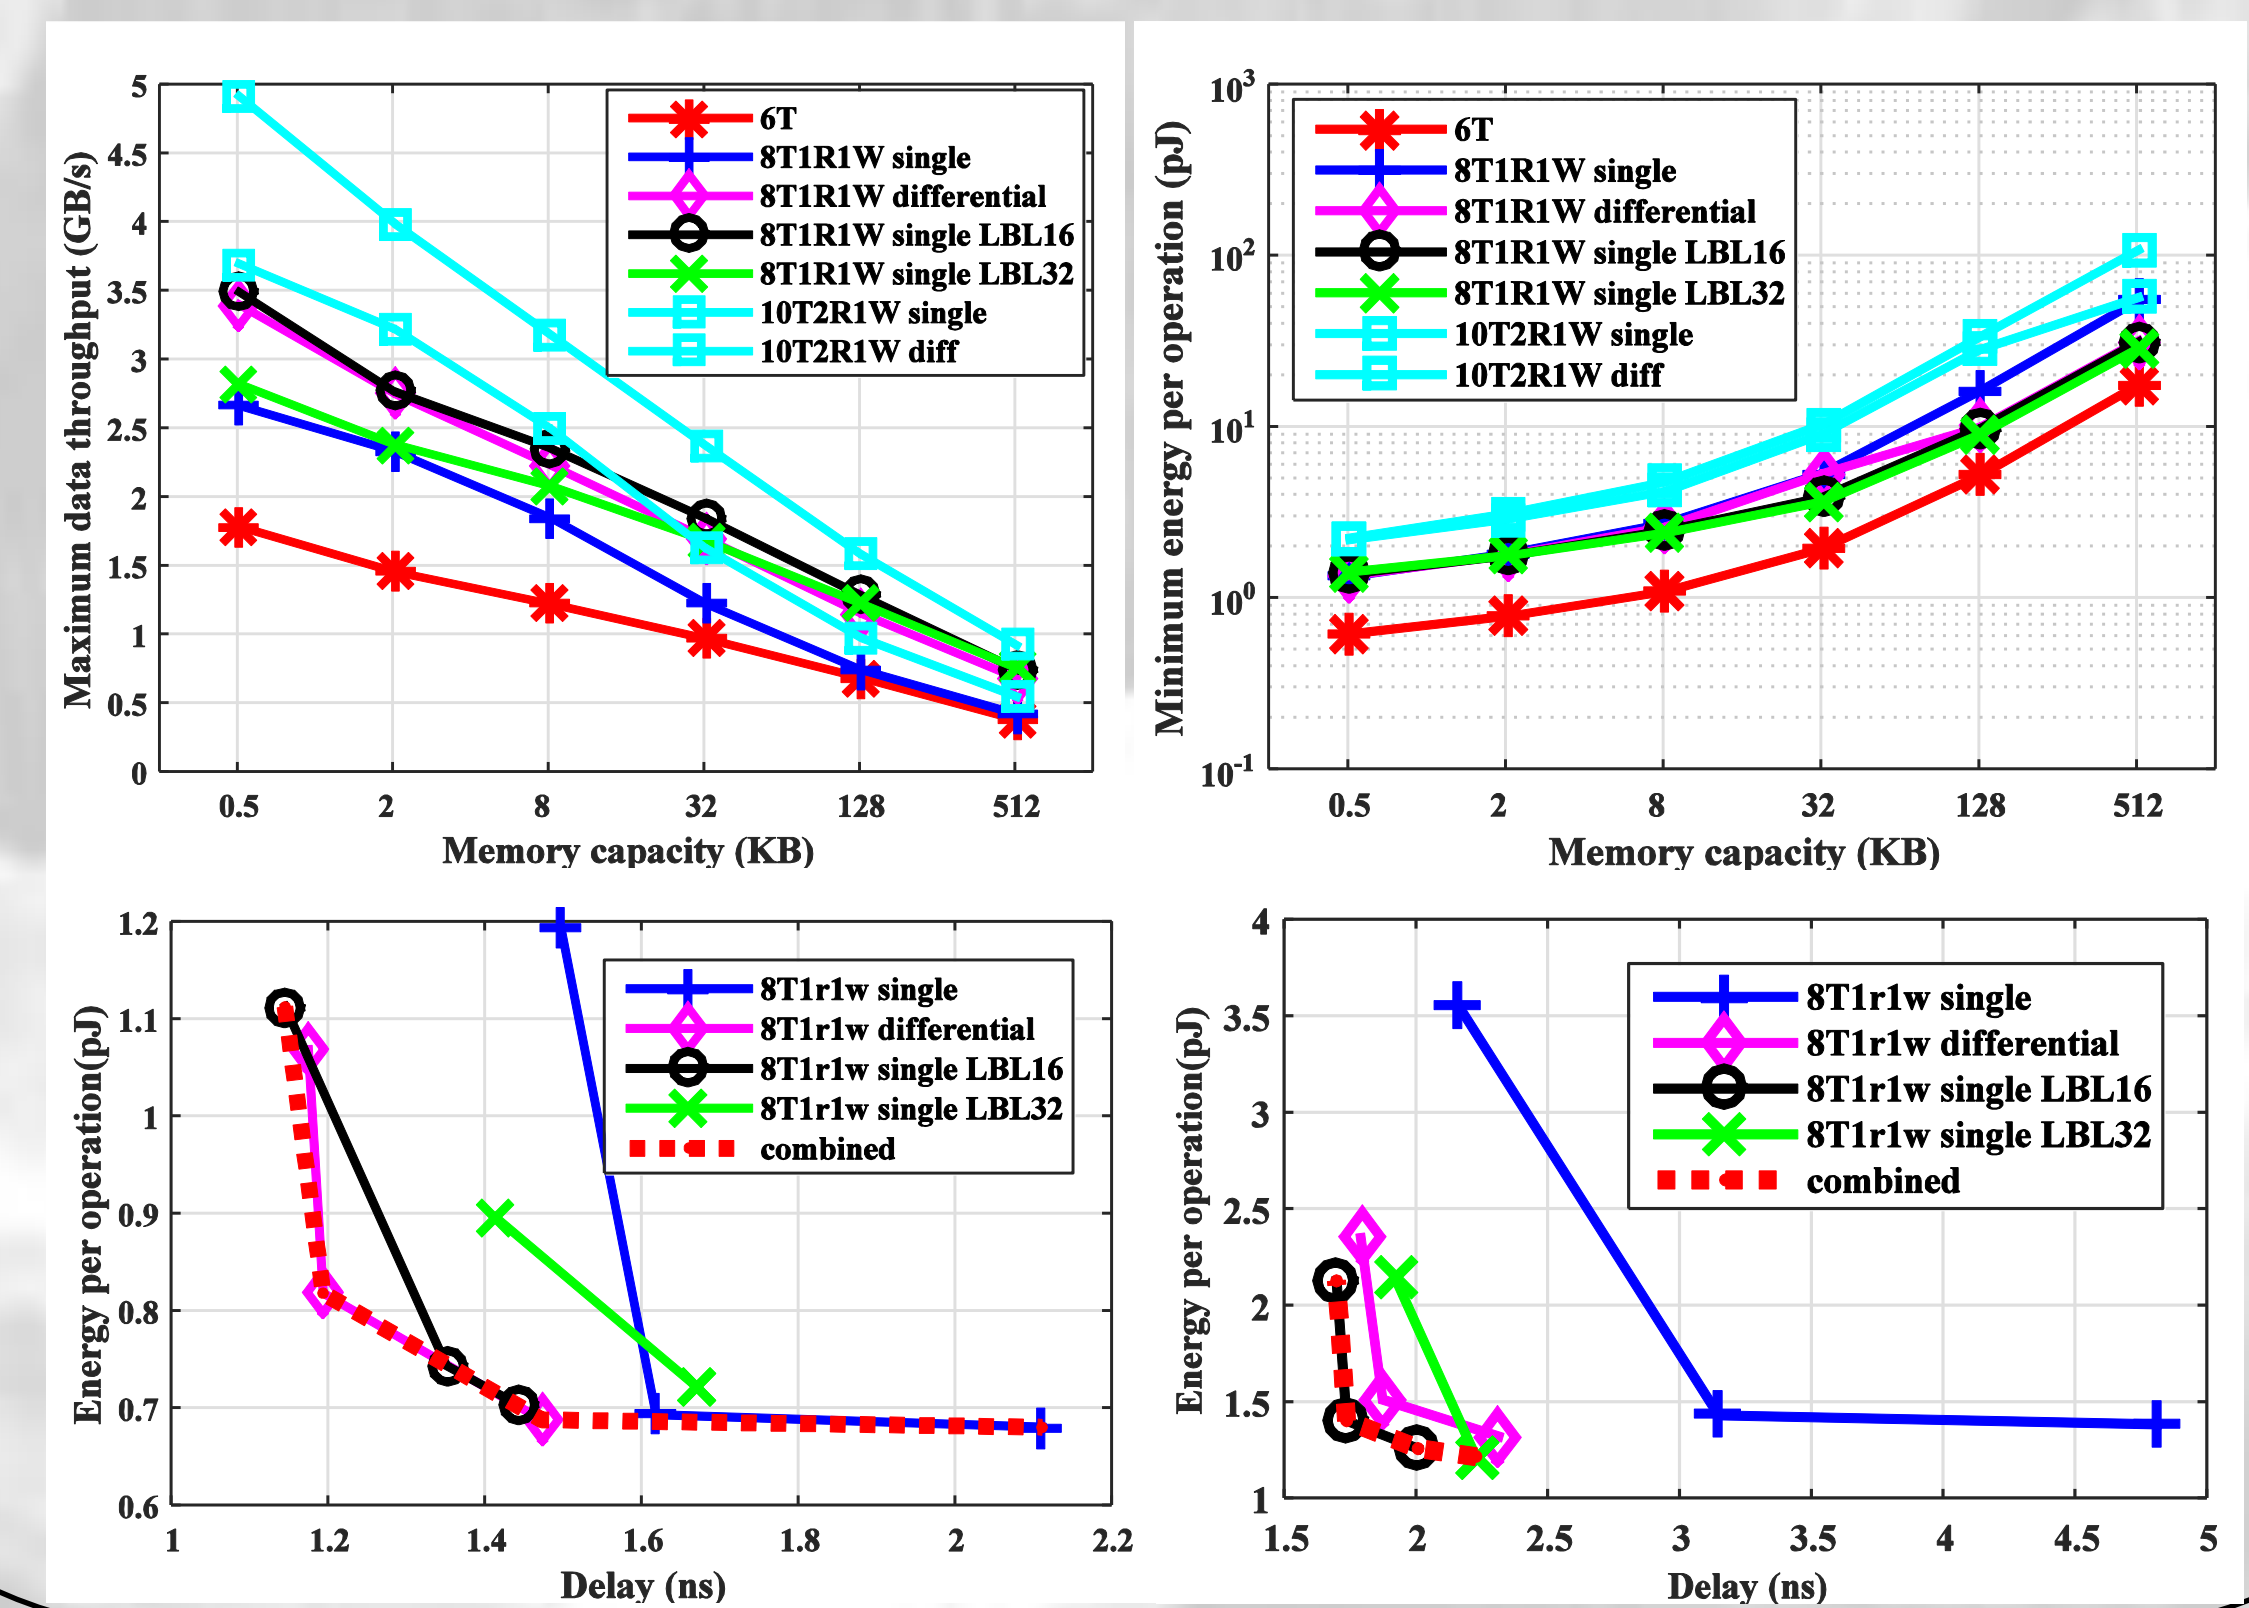 Maximum data throughput (GB/s)
5
4.5
4
3.5
3
2.5
2
1.5
1
0.5
0
6T
8T1R1W single
8T1R1W differential
8T1R1W single LBL16
8T1R1W single LBL32
10T2R1W single
10T2R1W diff
0.5 2 8 32 128 512
Memory capacity (KB)
Minimum energy per operation (pJ)
10³
10²
10¹
10⁰
10⁻¹
6T
8T1R1W single
8T1R1W differential
8T1R1W single LBL16
8T1R1W single LBL32
10T2R1W single
10T2R1W diff
0.5 2 8 32 128 512
Memory capacity (KB)
Energy per operation(pJ)
1.2
1.1
1
0.9
0.8
0.7
0.6
8T1r1w single
8T1r1w differential
8T1r1w single LBL16
8T1r1w single LBL32
combined
1 1.2 1.4 1.6 1.8 2 2.2
Delay (ns)
Energy per operation(pJ)
4
3.5
3
2.5
2
1.5
1
8T1r1w single
8T1r1w differential
8T1r1w single LBL16
8T1r1w single LBL32
combined
1.5 2 2.5 3 3.5 4 4.5 5
Delay (ns)